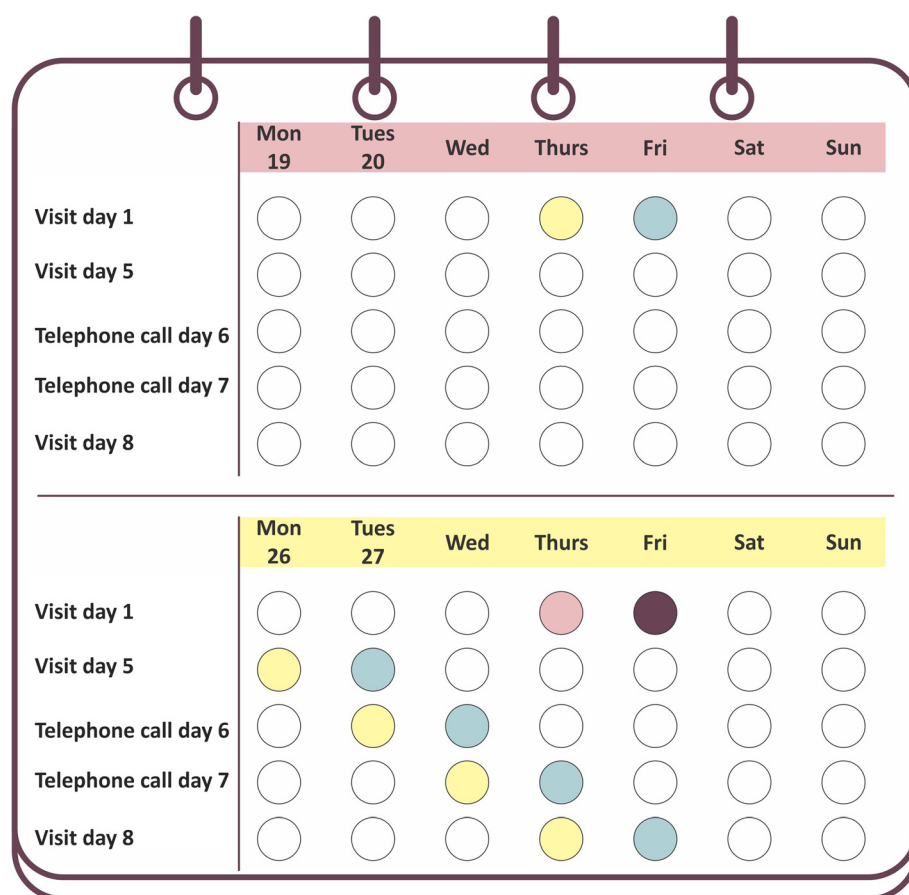 Mon Tues Wed Thurs Fri Sat Sun
19 20
Visit day 1
Visit day 5
Telephone call day 6
Telephone call day 7
Visit day 8
Mon Tues Wed Thurs Fri Sat Sun
26 27
Visit day 1
Visit day 5
Telephone call day 6
Telephone call day 7
Visit day 8